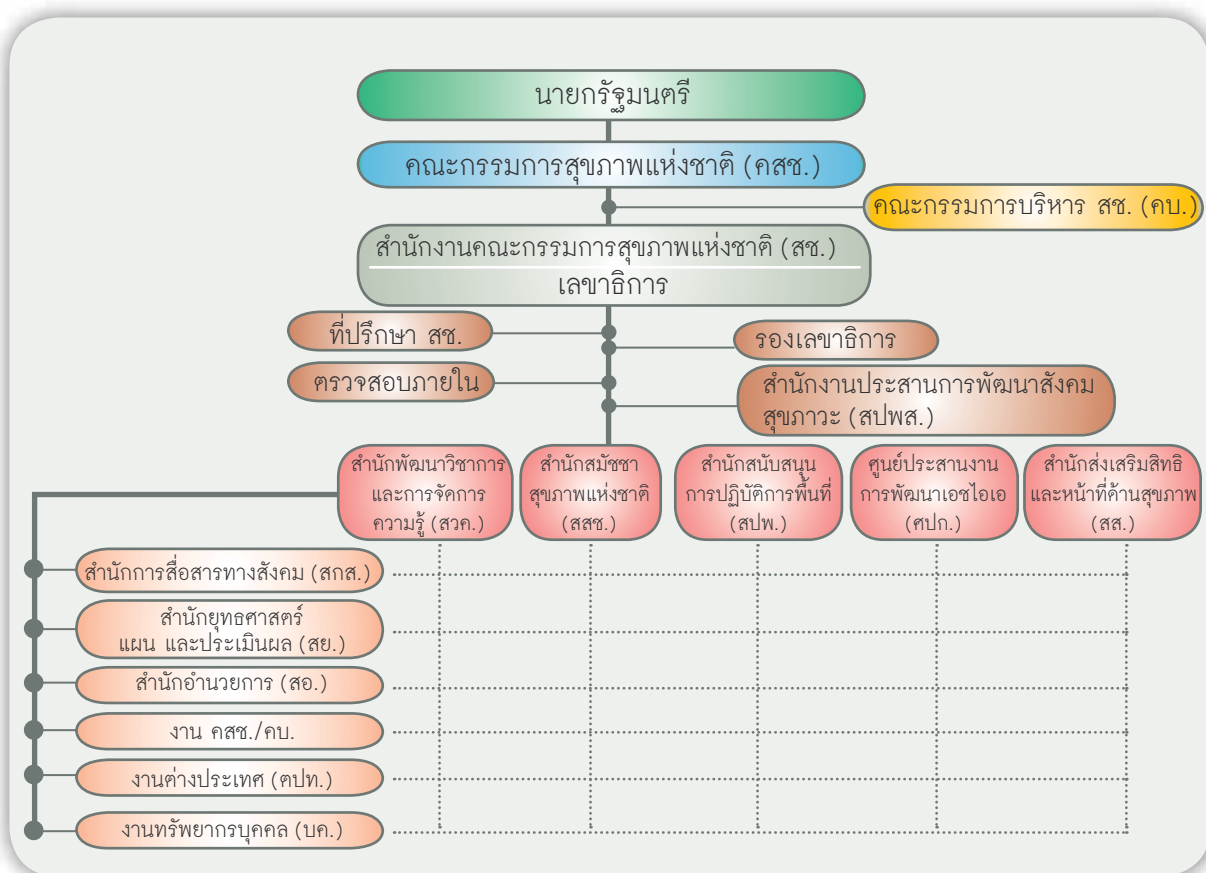 นายกรัฐมนตรี
คณะกรรมการสุขภาพแห่งชาติ (คสช.)
คณะกรรมการบริหาร สช. (คบ.)
สำนักงานคณะกรรมการสุขภาพแห่งชาติ (สช.)
เลขาธิการ
ที่ปรึกษา สช.
รองเลขาธิการ
ตรวจสอบภายใน
สำนักงานประสานการพัฒนาสังคม
สุขภาวะ (สปพส.)
สำนักพัฒนาวิชาการ
และการจัดการ
ความรู้ (สวค.)
สำนักสมัชชา
สุขภาพแห่งชาติ
(สสช.)
สำนักสนับสนุน
การปฏิบัติการพื้นที่
(สปพ.)
ศูนย์ประสานงาน
การพัฒนาเอชไอเอ
(ศปก.)
สำนักส่งเสริมสิทธิ
และหน้าที่ด้านสุขภาพ
(สส.)
สำนักการสื่อสารทางสังคม (สกส.)
สำนักยุทธศาสตร์
แผน และประเมินผล (สย.)
สำนักอำนวยการ (สอ.)
งาน คสช./คบ.
งานต่างประเทศ (ตปท.)
งานทรัพยากรบุคคล (บค.)